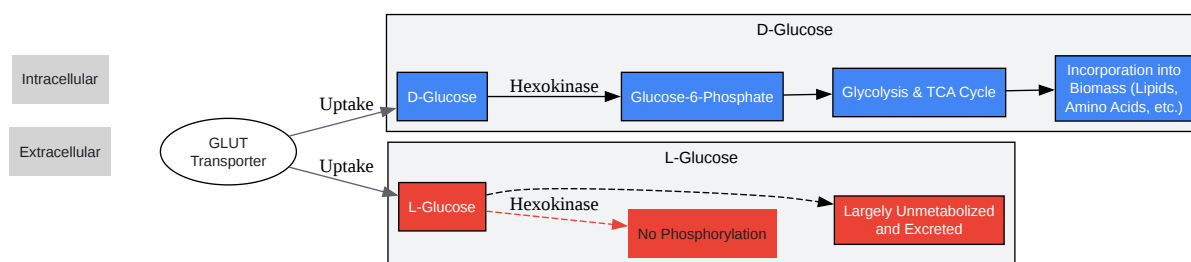 D-Glucose
Intracellular
Extracellular
GLUT
Transporter
Uptake
D-Glucose
Hexokinase
Glucose-6-Phosphate
Glycolysis & TCA Cycle
Incorporation into
Biomass (Lipids,
Amino Acids, etc.)
L-Glucose
Uptake
L-Glucose
Hexokinase
No Phosphorylation
Largely Unmetabolized
and Excreted